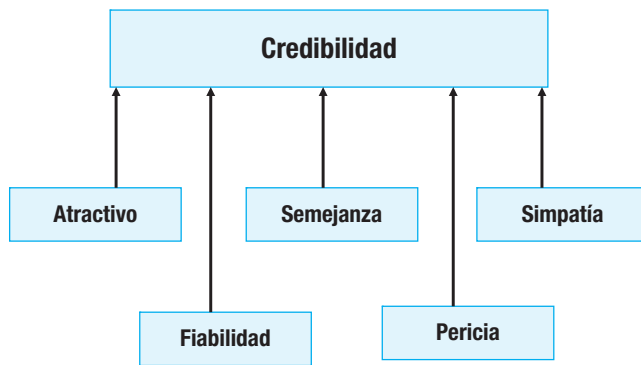 Credibilidad
Atractivo
Semejanza
Simpatía
Fiabilidad
Pericia